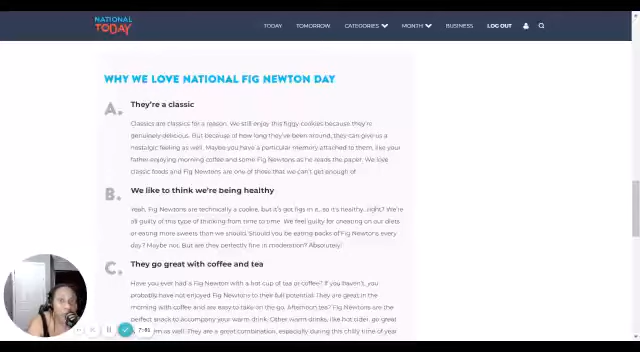 NATIONAL
TODAY
TODAY TOMORROW CATEGORIES MONTH BUSINESS LOG OUT
WHY WE LOVE NATIONAL FIG NEWTON DAY
A. They're a classic
Classics are classics for a reason. We still enjoy this figgy cookies because they're
genuinely delicious. But because of how long they've been around, they can give us a
nostalgic feeling as well. Maybe you have a particular memory attached to them, like your
father enjoying morning coffee and some Fig Newtons as he reads the paper. We love
classic foods and Fig Newtons are one of those that we can't get enough of
B. We like to think we're being healthy
Yeah, Fig Newtons are technically a cookie, but it's got figs in it, so it's healthy...right? We're
all guilty of this type of thinking from time to time. We feel guilty for cheating on our diets
or eating more sweets than we should. Should you be eating packs of Fig Newtons every
day? Maybe not. But are they perfectly fine in moderation? Absolutely!
C. They go great with coffee and tea
Have you ever had a Fig Newton with a hot cup of tea or coffee? If you haven't, you
probably have not enjoyed Fig Newtons to their full potential. They are great in the
morning with coffee and are easy to take on the go. Afternoon tea? Fig Newtons are the
perfect snack to accompany your warm drink. Other warm drinks, like hot cider, go great
them as well. They are a great combination, especially during this chilly time of year